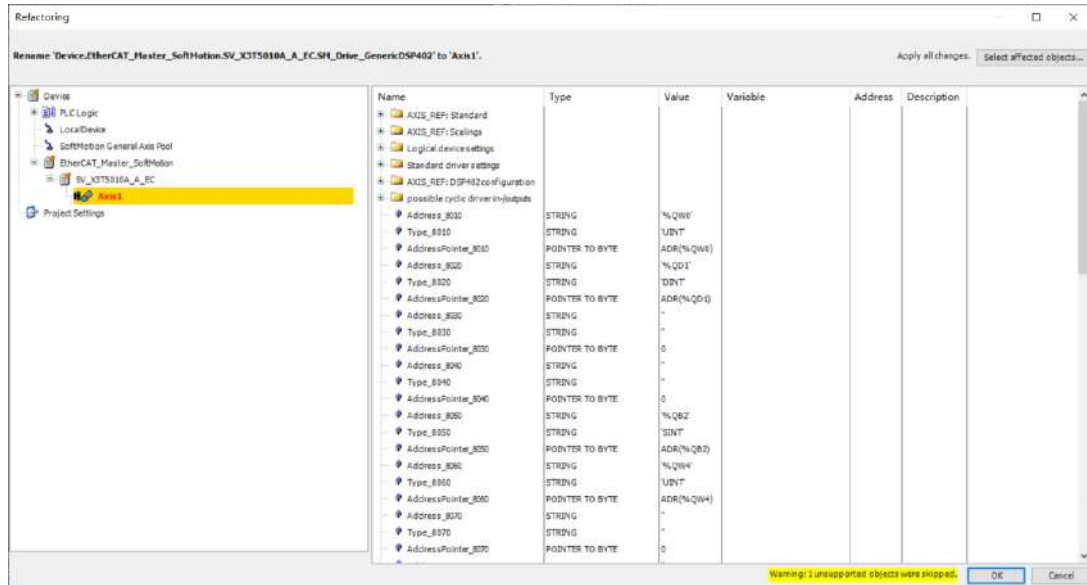 Refactoring
Rename 'Device.EtherCAT_Master_SoftMotion.SV_X3T5010A_A_EC.SM_Drive_GenericDSP402' to 'Axis1'.
Apply all changes. Select affected objects...
Device
PLC Logic
LocalDevice
SoftMotion General Axis Pool
EtherCAT_Master_SoftMotion
SV_X3T5010A_A_EC
Axis1
Project Settings
Name Type Value Variable Address Description
AXIS_REF: Standard
AXIS_REF: Scalings
Logical device settings
Standard driver settings
AXIS_REF: DSP402 configuration
possible cyclic driver in-/outputs
Address_8010 STRING '%QW0'
Type_8010 STRING 'UINT'
AddressPointer_8010 POINTER TO BYTE ADR(%QW0)
Address_8020 STRING '%QD1'
Type_8020 STRING 'DINT'
AddressPointer_8020 POINTER TO BYTE ADR(%QD1)
Address_8030 STRING ''
Type_8030 STRING ''
AddressPointer_8030 POINTER TO BYTE 0
Address_8040 STRING ''
Type_8040 STRING ''
AddressPointer_8040 POINTER TO BYTE 0
Address_8050 STRING '%QB2'
Type_8050 STRING 'SINT'
AddressPointer_8050 POINTER TO BYTE ADR(%QB2)
Address_8060 STRING '%QW4'
Type_8060 STRING 'UINT'
AddressPointer_8060 POINTER TO BYTE ADR(%QW4)
Address_8070 STRING ''
Type_8070 STRING ''
AddressPointer_8070 POINTER TO BYTE 0
Warning: 1 unsupported objects were skipped. OK Cancel